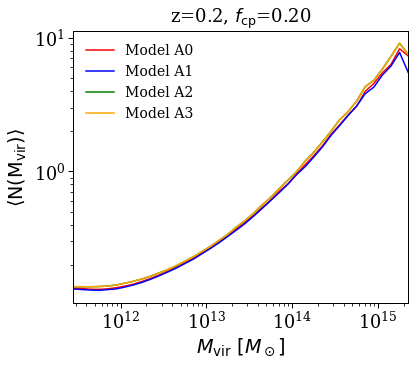 z=0.2, f_cp=0.20
10^1
Model A0
Model A1
Model A2
Model A3
⟨N(M_vir)⟩
10^0
10^12 10^13 10^14 10^15
M_vir [M_⊙]